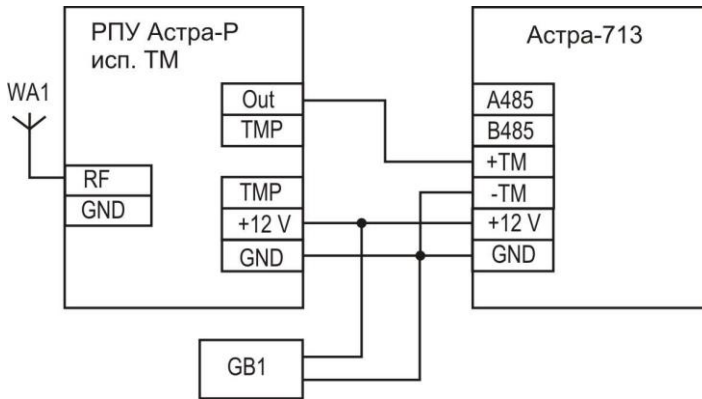 РПУ Астра-Р
исп. ТМ
WA1
Out
TMP
RF
GND
TMP
+12 V
GND
Астра-713
A485
B485
+TM
-TM
+12 V
GND
GB1